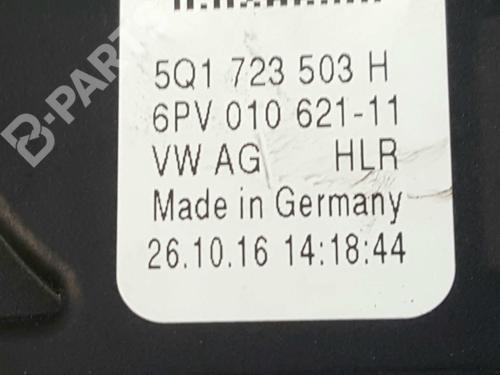 5Q1 723 503 H
6PV 010 621-11
VW AG HLR
Made in Germany
26.10.16 14:18:44
B-PARTS